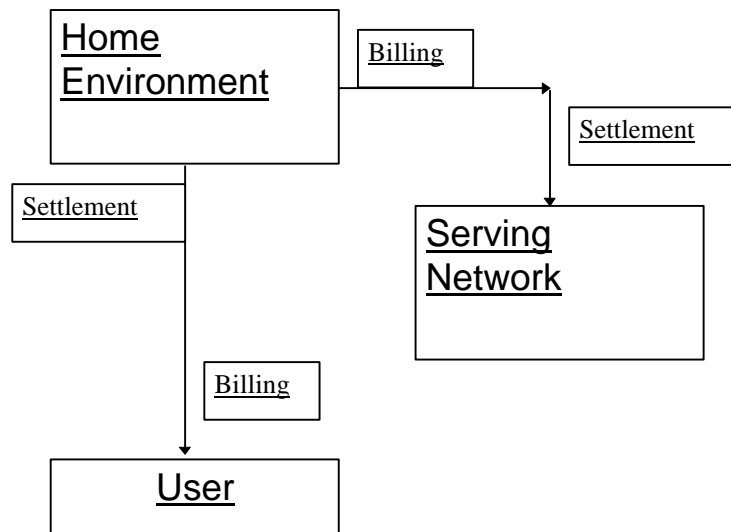 Home
Environment
Billing
Settlement
Settlement
Serving
Network
Billing
User